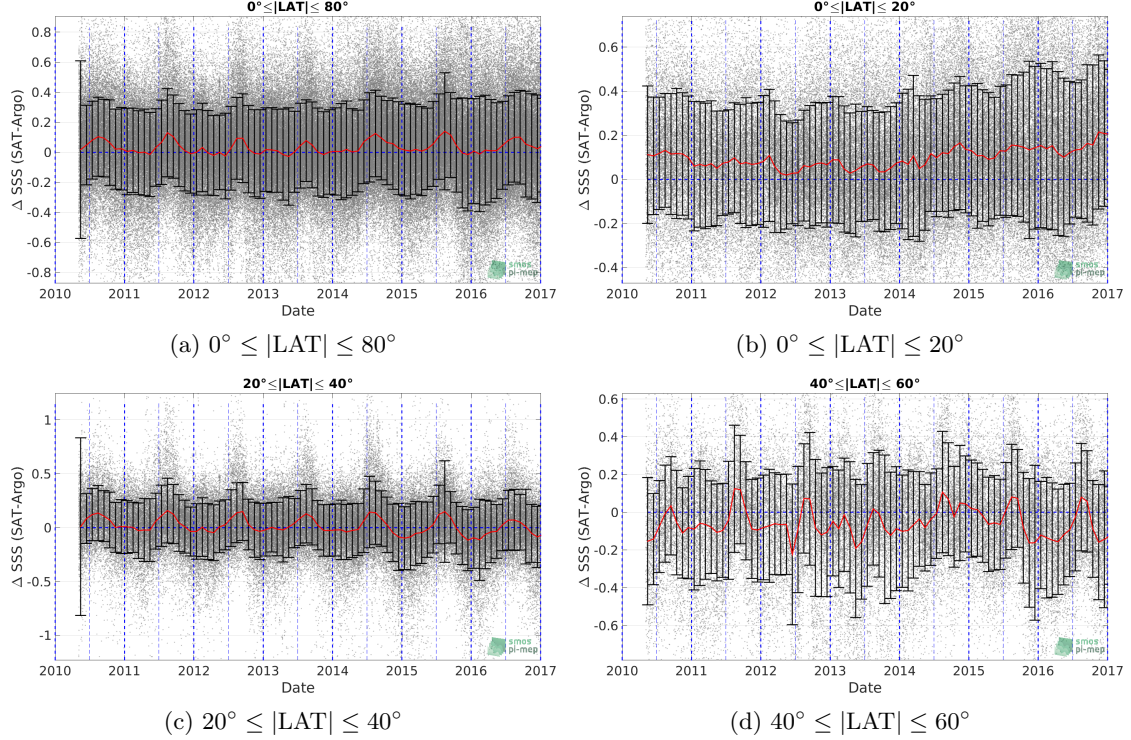 0°≤|LAT|≤ 80°
0.8
0.6
0.4
0.2
0
-0.2
-0.4
-0.6
-0.8
Δ SSS (SAT-Argo)
2010 2011 2012 2013 2014 2015 2016 2017
Date
smos
pi-mep
(a) 0° ≤ |LAT| ≤ 80°
0°≤|LAT|≤ 20°
0.6
0.4
0.2
0
-0.2
-0.4
Δ SSS (SAT-Argo)
2010 2011 2012 2013 2014 2015 2016 2017
Date
smos
pi-mep
(b) 0° ≤ |LAT| ≤ 20°
20°≤|LAT|≤ 40°
1
0.5
0
-0.5
-1
Δ SSS (SAT-Argo)
2010 2011 2012 2013 2014 2015 2016 2017
Date
smos
pi-mep
(c) 20° ≤ |LAT| ≤ 40°
40°≤|LAT|≤ 60°
0.6
0.4
0.2
0
-0.2
-0.4
-0.6
Δ SSS (SAT-Argo)
2010 2011 2012 2013 2014 2015 2016 2017
Date
smos
pi-mep
(d) 40° ≤ |LAT| ≤ 60°